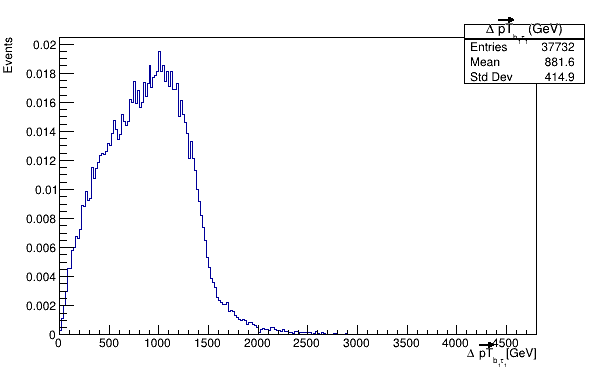 Δ pT b₁τ₁ (GeV)
Entries 37732
Mean 881.6
Std Dev 414.9
Events
0.02
0.018
0.016
0.014
0.012
0.01
0.008
0.006
0.004
0.002
0
0 500 1000 1500 2000 2500 3000 3500 4000 4500
Δ pT b₁τ₁ [GeV]